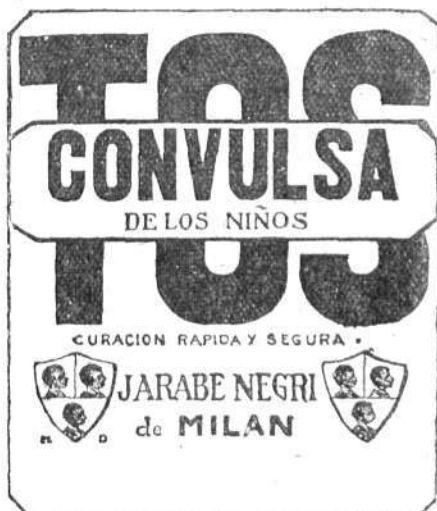 TOS
CONVULSA
DE LOS NIÑOS
CURACION RAPIDA Y SEGURA.
JARABE NEGRI
de MILAN
M D